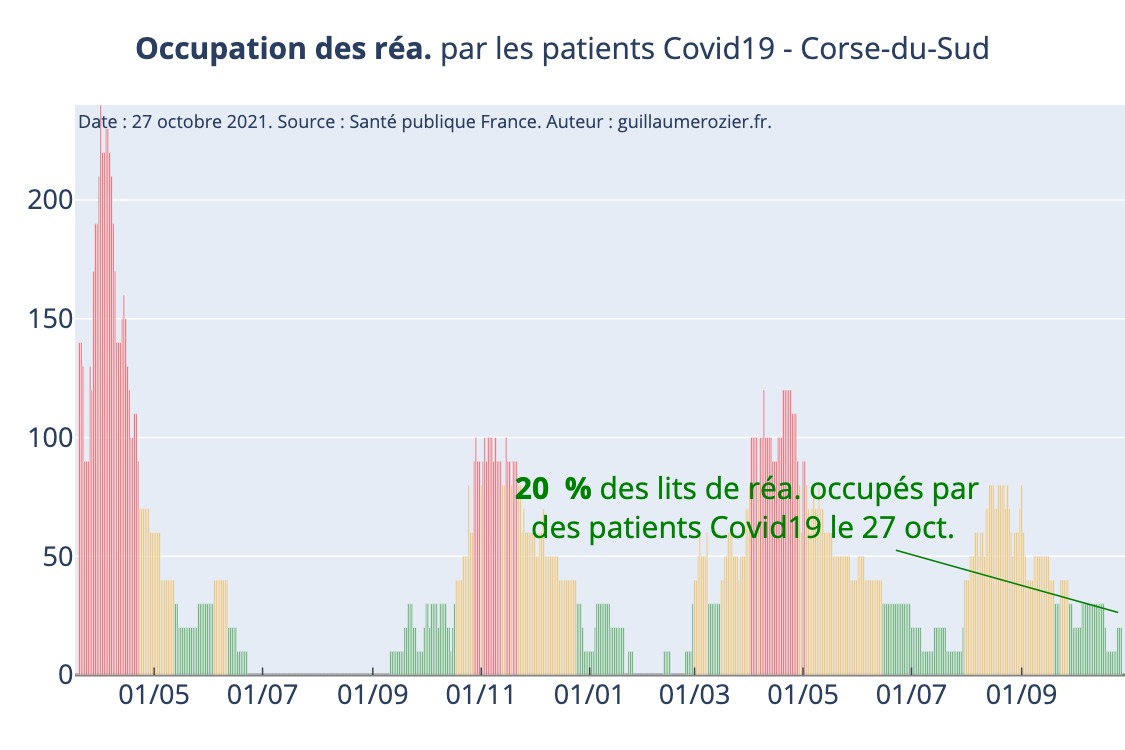 Occupation des réa. par les patients Covid19 - Corse-du-Sud
Date : 27 octobre 2021. Source : Santé publique France. Auteur : guillaumerozier.fr.
200
150
100
20  % des lits de réa. occupés par
des patients Covid19 le 27 oct.
50
0
01/05 01/07 01/09 01/11 01/01 01/03 01/05 01/07 01/09